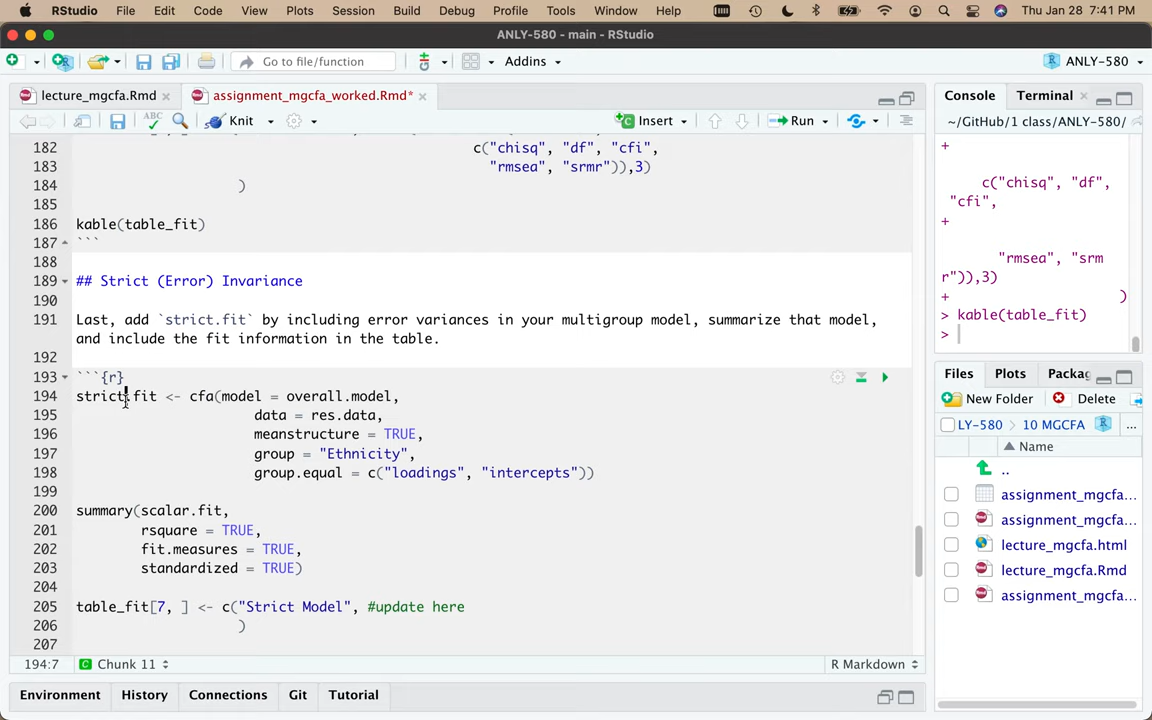 RStudio File Edit Code View Plots Session Build Debug Profile Tools Window Help Thu Jan 28 7:41 PM
ANLY-580 - main - RStudio
Go to file/function Addins ANLY-580
lecture_mgcfa.Rmd assignment_mgcfa_worked.Rmd*
ABC Knit Insert Run
182 c("chisq", "df", "cfi",
183 "rmsea", "srmr")),3)
184 )
185
186 kable(table_fit)
187 ```
188
189 ## Strict (Error) Invariance
190
191 Last, add `strict.fit` by including error variances in your multigroup model, summarize that model,
and include the fit information in the table.
192
193 ```{r}
194 strict.fit <- cfa(model = overall.model,
195 data = res.data,
196 meanstructure = TRUE,
197 group = "Ethnicity",
198 group.equal = c("loadings", "intercepts"))
199
200 summary(scalar.fit,
201 rsquare = TRUE,
202 fit.measures = TRUE,
203 standardized = TRUE)
204
205 table_fit[7, ] <- c("Strict Model", #update here
206 )
207
194:7 Chunk 11 R Markdown
Environment History Connections Git Tutorial
Console Terminal
~/GitHub/1 class/ANLY-580/
+
c("chisq", "df",
"cfi",
+
"rmsea", "srm
r")),3)
+ )
> kable(table_fit)
>
Files Plots Packag
New Folder Delete
LY-580 10 MGCFA ...
Name
..
assignment_mgcfa...
assignment_mgcfa...
lecture_mgcfa.html
lecture_mgcfa.Rmd
assignment_mgcfa...